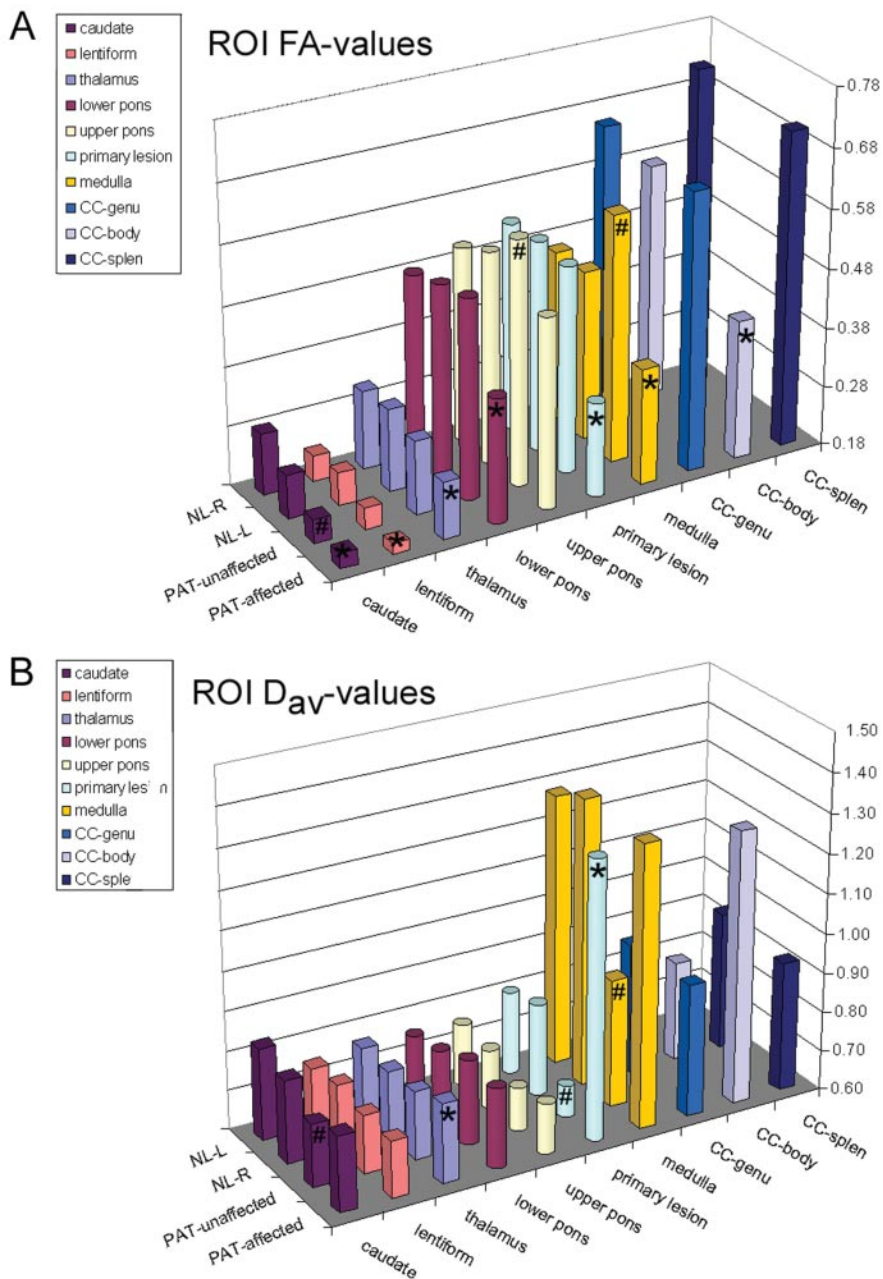 A
ROI FA-values
caudate
lentiform
thalamus
lower pons
upper pons
primary lesion
medulla
CC-genu
CC-body
CC-splen
0.78
0.68
0.58
0.48
0.38
0.28
0.18
#
#
*
*
*
*
*
#
*
*
*
NL-R
NL-L
PAT-unaffected
PAT-affected
caudate
lentiform
thalamus
lower pons
upper pons
primary lesion
medulla
CC-genu
CC-body
CC-splen
B
ROI Dav-values
caudate
lentiform
thalamus
lower pons
upper pons
primary les' n
medulla
CC-genu
CC-body
CC-sple
1.50
1.40
1.30
1.20
1.10
1.00
0.90
0.80
0.70
0.60
*
#
#
*
#
NL-L
NL-R
PAT-unaffected
PAT-affected
caudate
lentiform
thalamus
lower pons
upper pons
primary lesion
medulla
CC-genu
CC-body
CC-splen